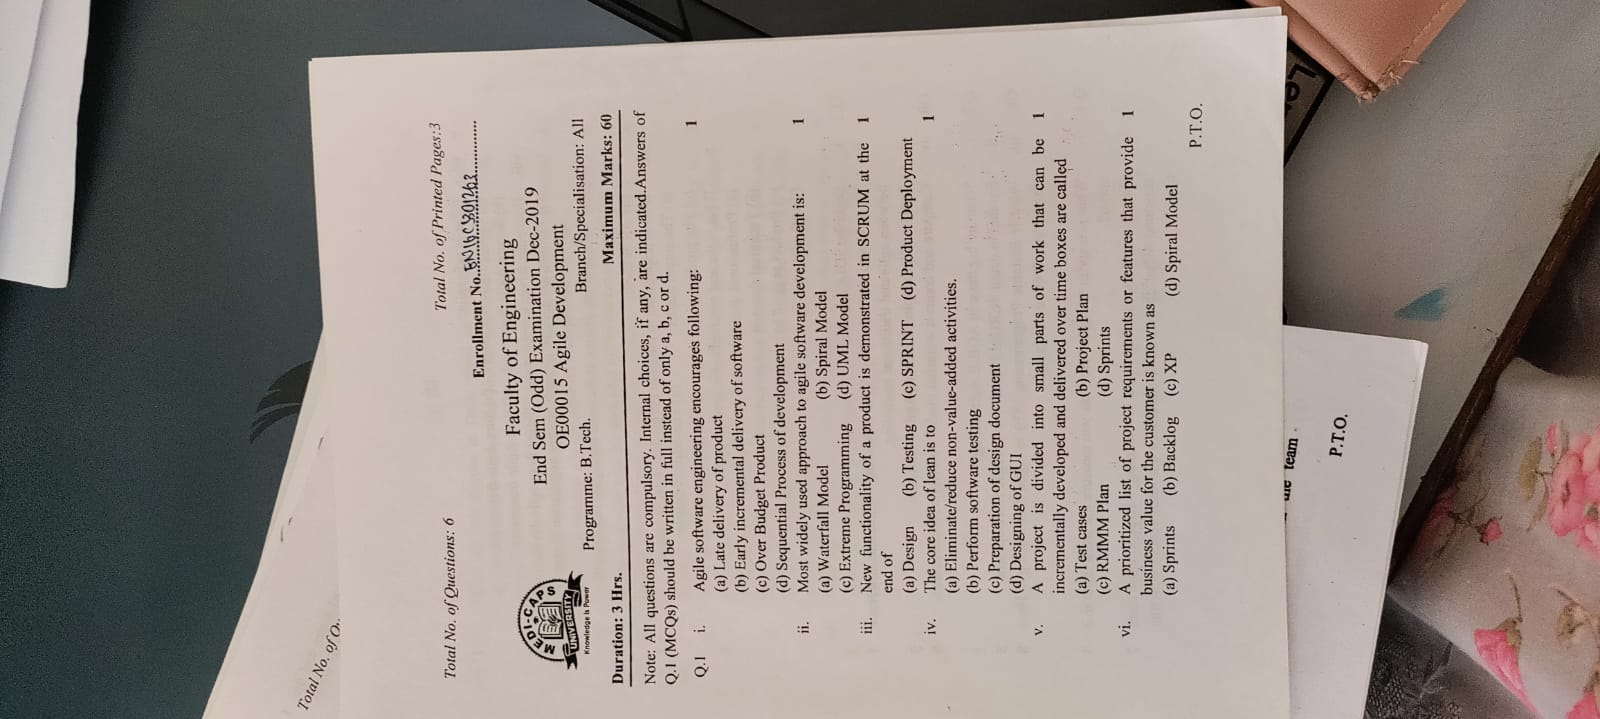 Total No. of
Total No. of Questions: 6
Total No. of Printed Pages:3
Enrollment No..EN16CS301263..............
MEDI-CAPS
UNIVERSITY
Knowledge is Power
Faculty of Engineering
End Sem (Odd) Examination Dec-2019
OE00015 Agile Development
Programme: B.Tech.
Branch/Specialisation: All
Duration: 3 Hrs.
Maximum Marks: 60
Note: All questions are compulsory. Internal choices, if any, are indicated.Answers of
Q.1 (MCQs) should be written in full instead of only a, b, c or d.
Q.1 i. Agile software engineering encourages following: 1
(a) Late delivery of product
(b) Early incremental delivery of software
(c) Over Budget Product
(d) Sequential Process of development
ii. Most widely used approach to agile software development is: 1
(a) Waterfall Model (b) Spiral Model
(c) Extreme Programming (d) UML Model
iii. New functionality of a product is demonstrated in SCRUM at the 1
end of
(a) Design (b) Testing (c) SPRINT (d) Product Deployment
iv. The core idea of lean is to 1
(a) Eliminate/reduce non-value-added activities.
(b) Perform software testing
(c) Preparation of design document
(d) Designing of GUI
v. A project is divided into small parts of work that can be 1
incrementally developed and delivered over time boxes are called
(a) Test cases (b) Project Plan
(c) RMMM Plan (d) Sprints
vi. A prioritized list of project requirements or features that provide 1
business value for the customer is known as
(a) Sprints (b) Backlog (c) XP (d) Spiral Model
P.T.O.
the team
P.T.O.